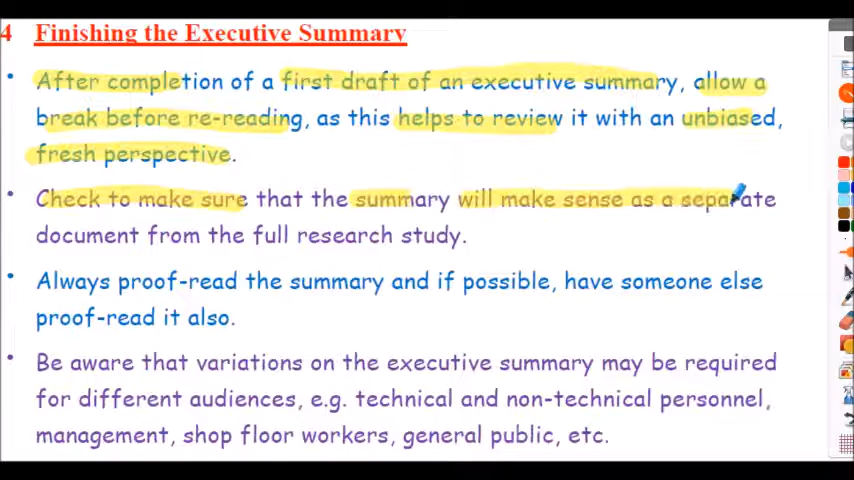 4 Finishing the Executive Summary
• After completion of a first draft of an executive summary, allow a
break before re-reading, as this helps to review it with an unbiased,
fresh perspective.
• Check to make sure that the summary will make sense as a separate
document from the full research study.
• Always proof-read the summary and if possible, have someone else
proof-read it also.
• Be aware that variations on the executive summary may be required
for different audiences, e.g. technical and non-technical personnel,
management, shop floor workers, general public, etc.